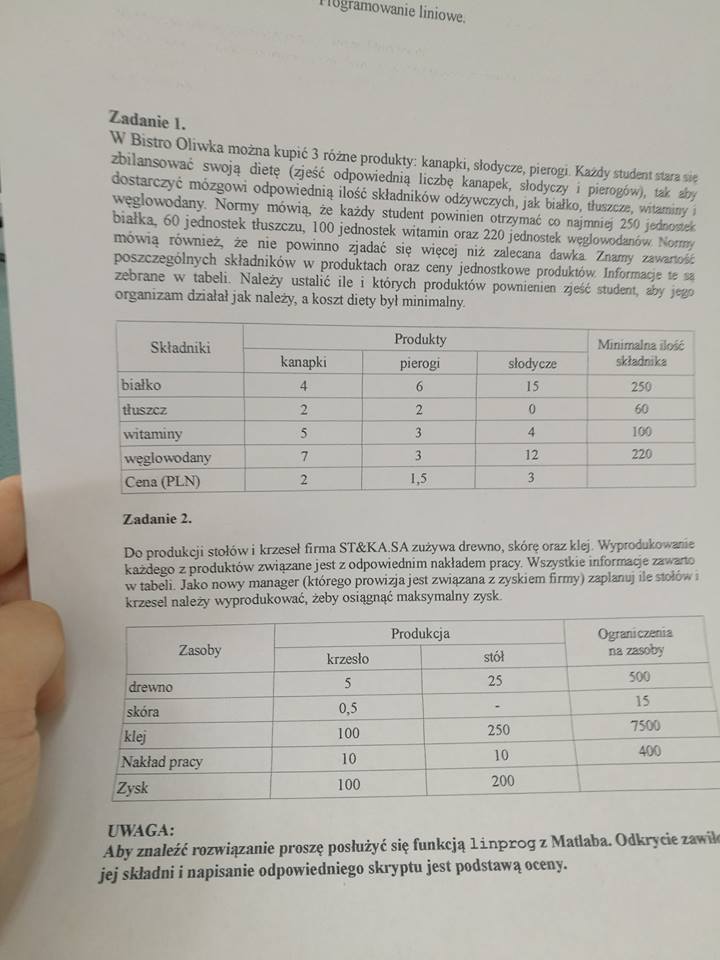 Programowanie liniowe.
Zadanie 1.
W Bistro Oliwka można kupić 3 różne produkty: kanapki, słodycze, pierogi. Każdy student stara się
zbilansować swoją dietę (zjeść odpowiednią liczbę kanapek, słodyczy i pierogów), tak aby
dostarczyć mózgowi odpowiednią ilość składników odżywczych, jak białko, tłuszcze, witaminy i
węglowodany. Normy mówią, że każdy student powinien otrzymać co najmniej 250 jednostek
białka, 60 jednostek tłuszczu, 100 jednostek witamin oraz 220 jednostek węglowodanów. Normy
mówią również, że nie powinno zjadać się więcej niż zalecana dawka. Znamy zawartość
poszczególnych składników w produktach oraz ceny jednostkowe produktów. Informacje te są
zebrane w tabeli. Należy ustalić ile i których produktów pownienien zjeść student, aby jego
organizam działał jak należy, a koszt diety był minimalny.
Składniki Produkty Minimalna ilość
składnika
kanapki pierogi słodycze
białko 4 6 15 250
tłuszcz 2 2 0 60
witaminy 5 3 4 100
węglowodany 7 3 12 220
Cena (PLN) 2 1,5 3
Zadanie 2.
Do produkcji stołów i krzeseł firma ST&KA.SA zużywa drewno, skórę oraz klej. Wyprodukowanie
każdego z produktów związane jest z odpowiednim nakładem pracy. Wszystkie informacje zawarto
w tabeli. Jako nowy manager (którego prowizja jest związana z zyskiem firmy) zaplanuj ile stołów i
krzesel należy wyprodukować, żeby osiągnąć maksymalny zysk.
Zasoby Produkcja Ograniczenia
na zasoby
krzesło stół
drewno 5 25 500
skóra 0,5 - 15
klej 100 250 7500
Nakład pracy 10 10 400
Zysk 100 200
UWAGA:
Aby znaleźć rozwiązanie proszę posłużyć się funkcją linprog z Matlaba. Odkrycie
jej składni i napisanie odpowiedniego skryptu jest podstawą oceny.